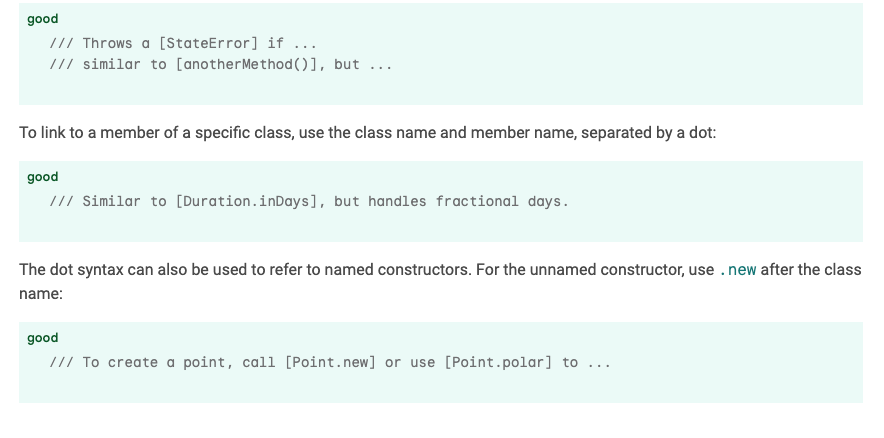 good
/// Throws a [StateError] if ...
/// similar to [anotherMethod()], but ...
To link to a member of a specific class, use the class name and member name, separated by a dot:
good
/// Similar to [Duration.inDays], but handles fractional days.
The dot syntax can also be used to refer to named constructors. For the unnamed constructor, use .new after the class
name:
good
/// To create a point, call [Point.new] or use [Point.polar] to ...